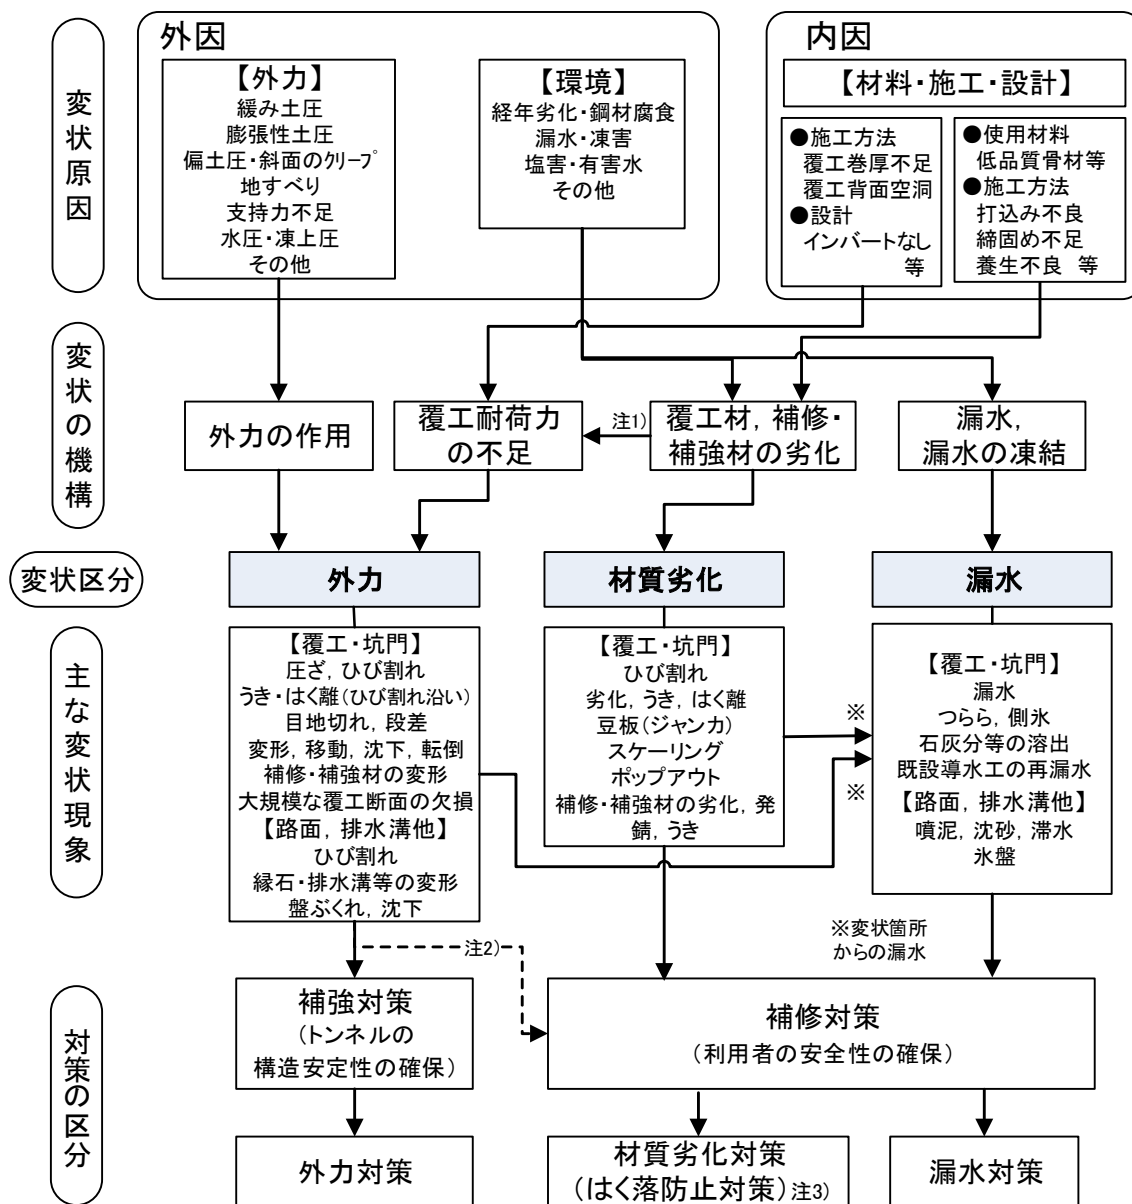 変状原因
外因
【外力】
緩み土圧
膨張性土圧
偏土圧・斜面のｸﾘｰﾌﾟ
地すべり
支持力不足
水圧・凍上圧
その他
【環境】
経年劣化・鋼材腐食
漏水・凍害
塩害・有害水
その他
内因
【材料・施工・設計】
●施工方法
覆工巻厚不足
覆工背面空洞
●設計
インバートなし
等
●使用材料
低品質骨材等
●施工方法
打込み不良
締固め不足
養生不良 等
変状の機構
外力の作用
覆工耐荷力
の不足
注1)
覆工材, 補修・
補強材の劣化
漏水,
漏水の凍結
変状区分
外力
材質劣化
漏水
主な変状現象
【覆工・坑門】
圧ざ, ひび割れ
うき・はく離(ひび割れ沿い)
目地切れ, 段差
変形, 移動, 沈下, 転倒
補修・補強材の変形
大規模な覆工断面の欠損
【路面, 排水溝他】
ひび割れ
縁石・排水溝等の変形
盤ぶくれ, 沈下
【覆工・坑門】
ひび割れ
劣化, うき, はく離
豆板(ジャンカ)
スケーリング
ポップアウト
補修・補強材の劣化, 発
錆, うき
※
※
【覆工・坑門】
漏水
つらら, 側氷
石灰分等の溶出
既設導水工の再漏水
【路面, 排水溝他】
噴泥, 沈砂, 滞水
氷盤
※変状箇所
からの漏水
注2)
対策の区分
補強対策
(トンネルの
構造安定性の確保)
補修対策
(利用者の安全性の確保)
外力対策
材質劣化対策
(はく落防止対策)注3)
漏水対策